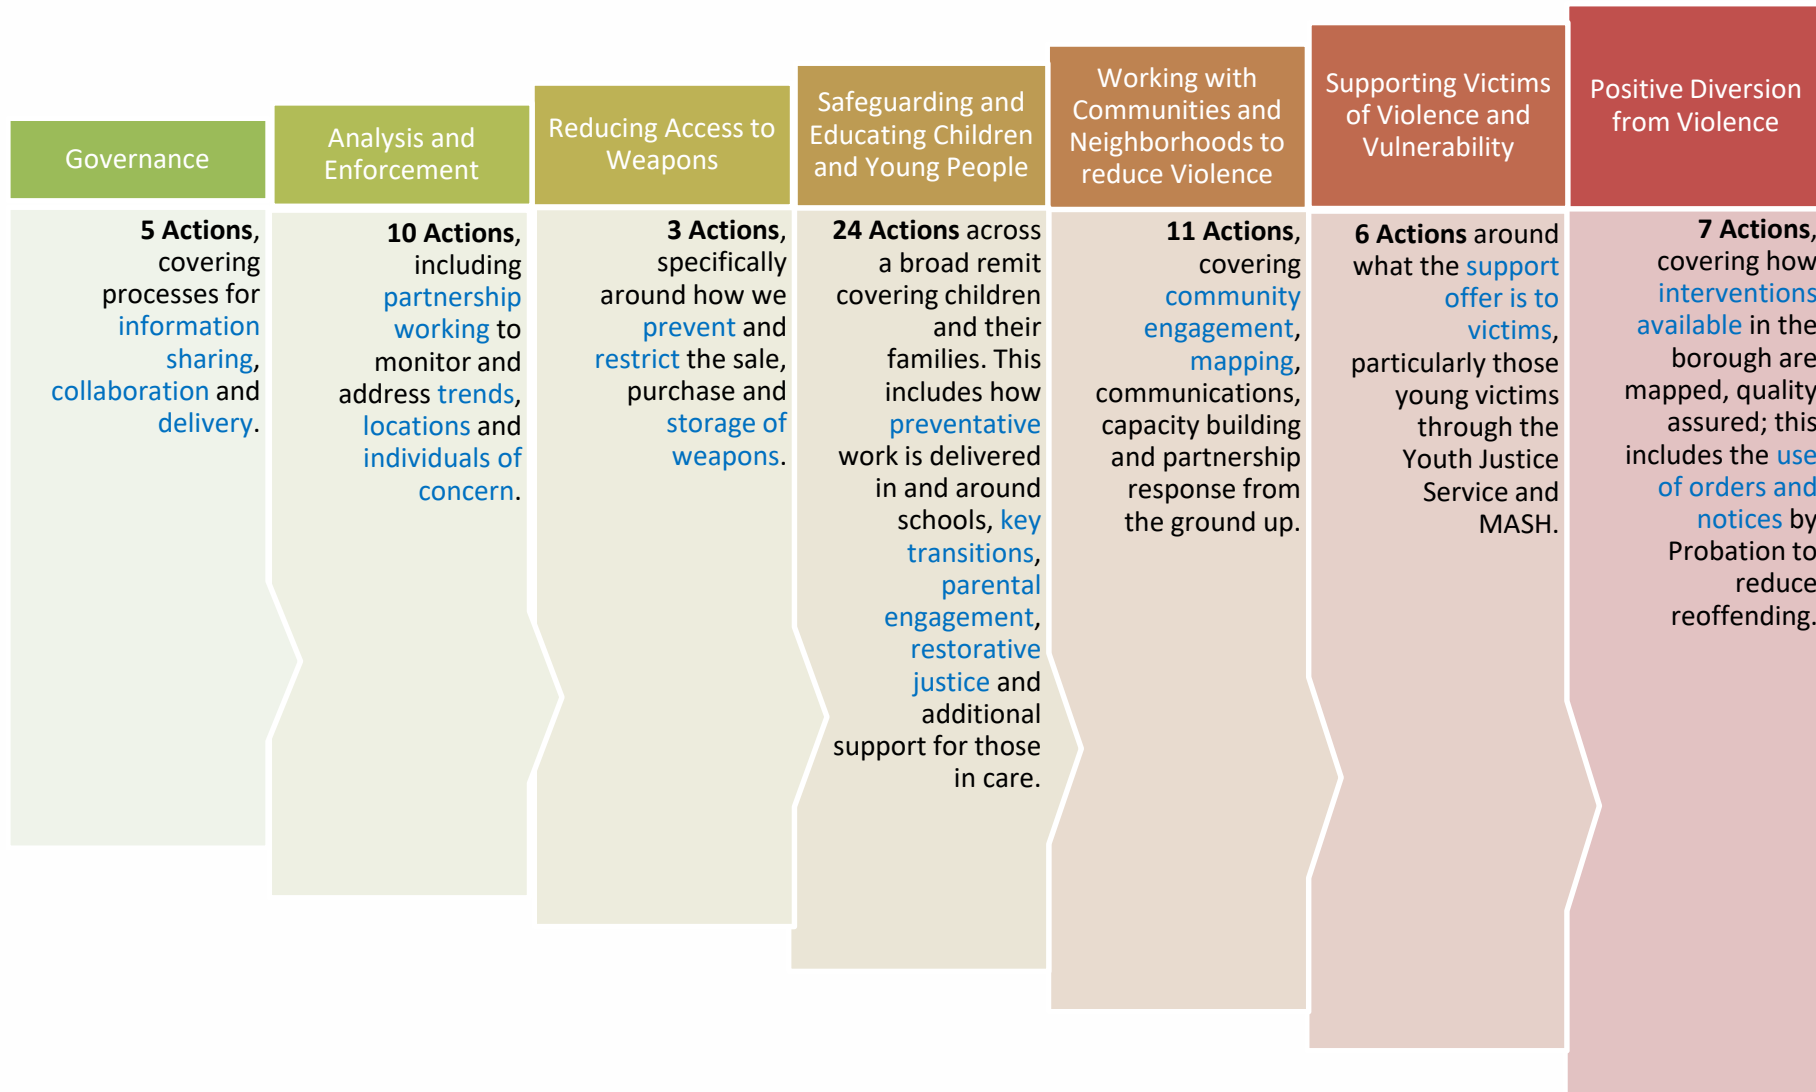 Governance
5 Actions,
covering
processes for
information
sharing,
collaboration and
delivery.
Analysis and
Enforcement
10 Actions,
including
partnership
working to
monitor and
address trends,
locations and
individuals of
concern.
Reducing Access to
Weapons
3 Actions,
specifically
around how we
prevent and
restrict the sale,
purchase and
storage of
weapons.
Safeguarding and
Educating Children
and Young People
24 Actions across
a broad remit
covering children
and their
families. This
includes how
preventative
work is delivered
in and around
schools, key
transitions,
parental
engagement,
restorative
justice and
additional
support for those
in care.
Working with
Communities and
Neighborhoods to
reduce Violence
11 Actions,
covering
community
engagement,
mapping,
communications,
capacity building
and partnership
response from
the ground up.
Supporting Victims
of Violence and
Vulnerability
6 Actions around
what the support
offer is to
victims,
particularly those
young victims
through the
Youth Justice
Service and
MASH.
Positive Diversion
from Violence
7 Actions,
covering how
interventions
available in the
borough are
mapped, quality
assured; this
includes the use
of orders and
notices by
Probation to
reduce
reoffending.